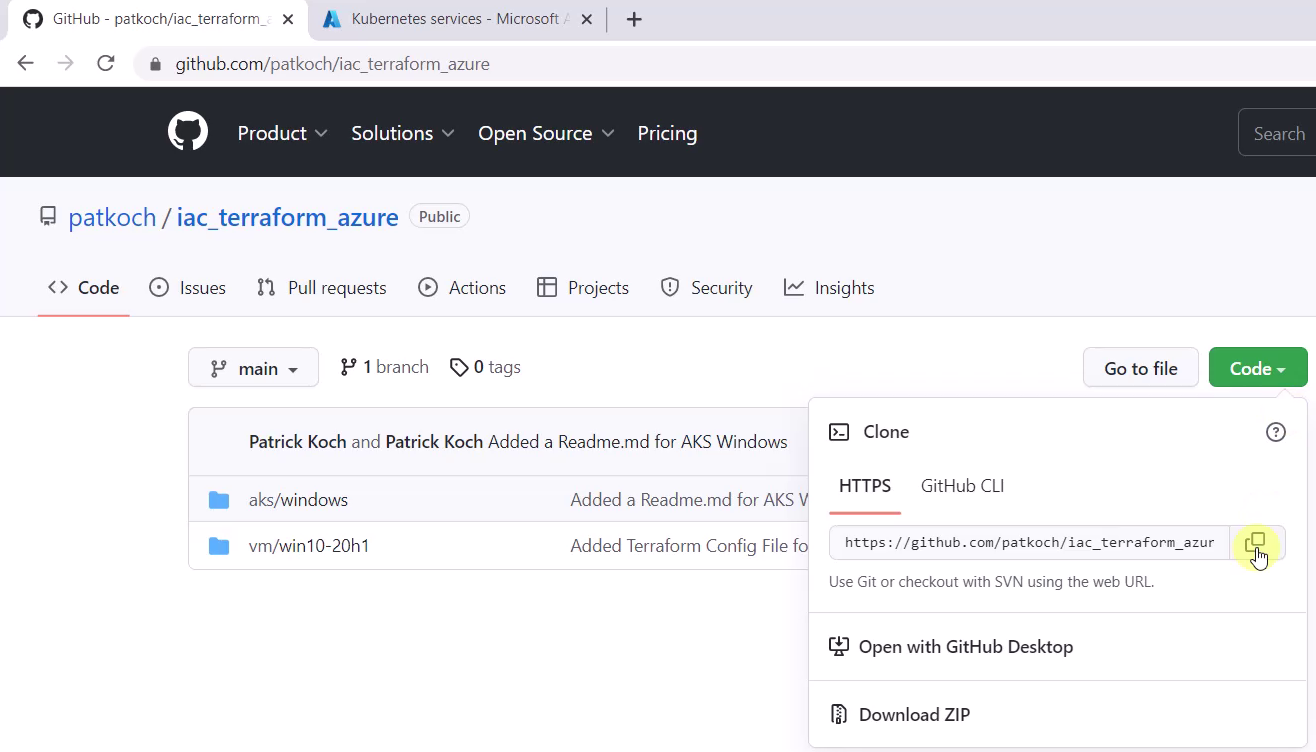 GitHub - patkoch/iac_terraform_a
Kubernetes services - Microsoft A
github.com/patkoch/iac_terraform_azure
Product Solutions Open Source Pricing
Search
patkoch / iac_terraform_azure Public
Code Issues Pull requests Actions Projects Security Insights
main 1 branch 0 tags Go to file Code
Patrick Koch and Patrick Koch Added a Readme.md for AKS Windows
aks/windows Added a Readme.md for AKS W
vm/win10-20h1 Added Terraform Config File fo
Clone
HTTPS GitHub CLI
https://github.com/patkoch/iac_terraform_azur
Use Git or checkout with SVN using the web URL.
Open with GitHub Desktop
Download ZIP